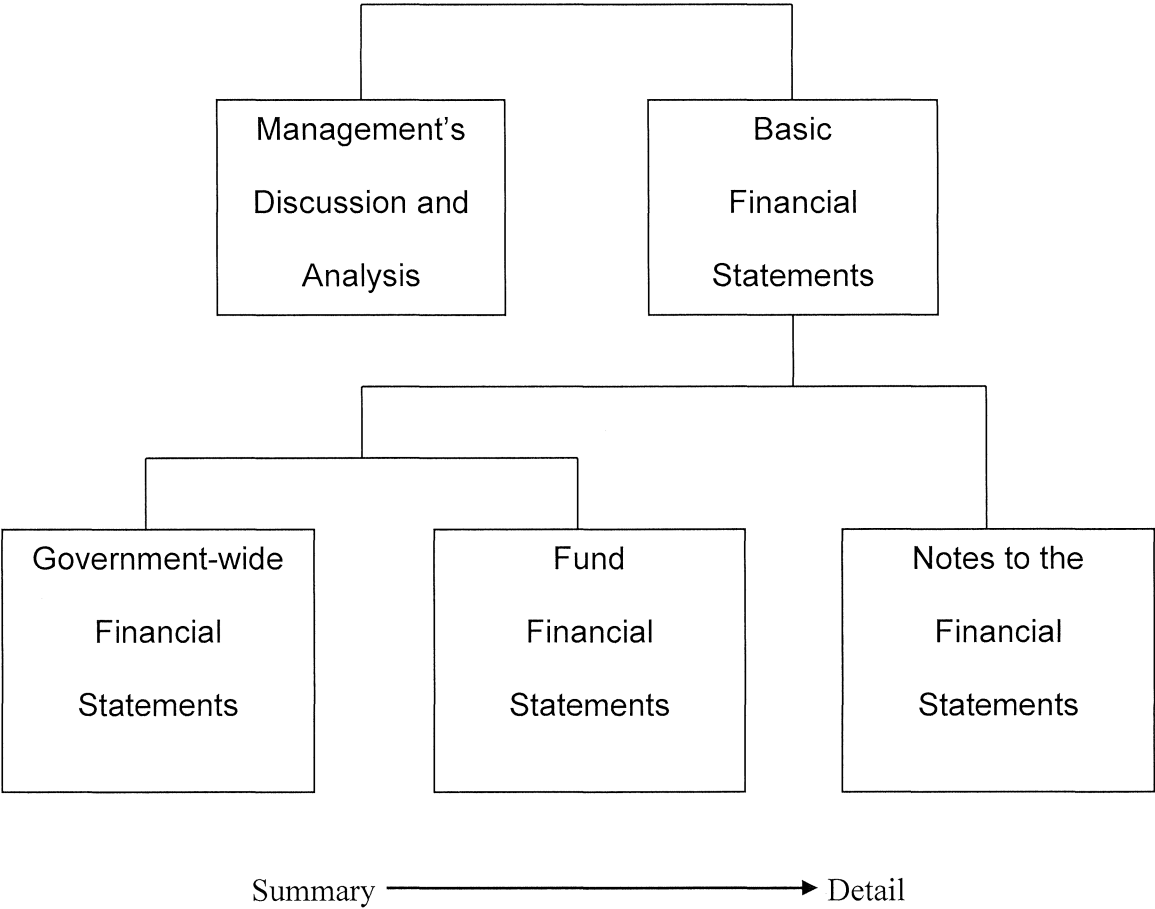 Management's
Discussion and
Analysis
Basic
Financial
Statements
Government-wide
Financial
Statements
Fund
Financial
Statements
Notes to the
Financial
Statements
Summary
Detail